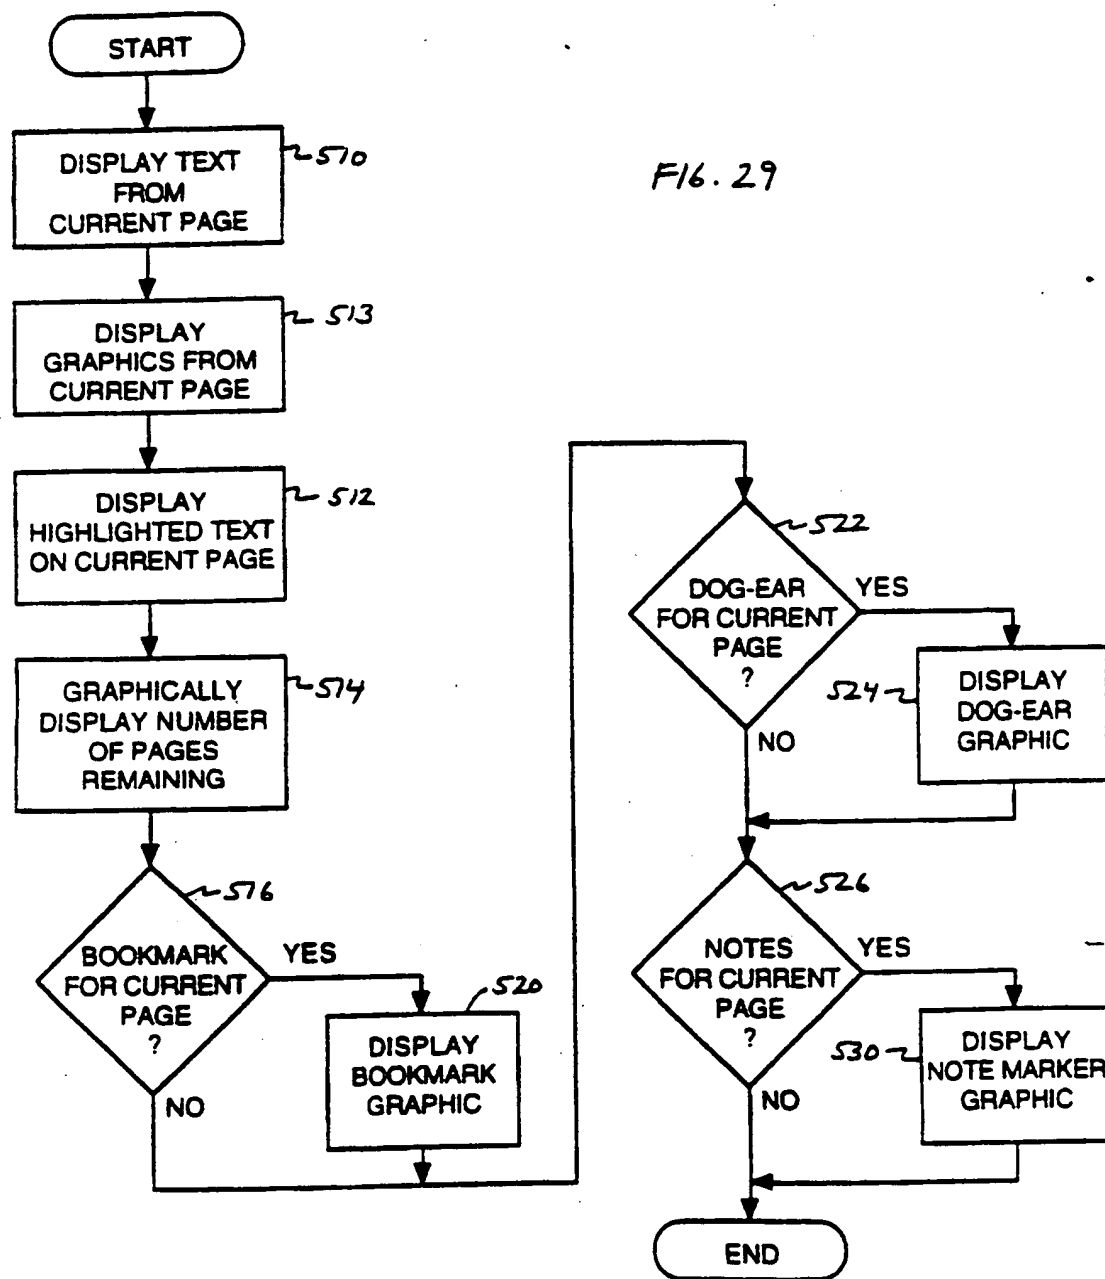 START
DISPLAY TEXT
FROM
CURRENT PAGE
510
FIG. 29
DISPLAY
GRAPHICS FROM
CURRENT PAGE
513
DISPLAY
HIGHLIGHTED TEXT
ON CURRENT PAGE
512
GRAPHICALLY
DISPLAY NUMBER
OF PAGES
REMAINING
514
BOOKMARK
FOR CURRENT
PAGE
?
516
YES
NO
DISPLAY
BOOKMARK
GRAPHIC
520
DOG-EAR
FOR CURRENT
PAGE
?
522
YES
NO
DISPLAY
DOG-EAR
GRAPHIC
524
NOTES
FOR CURRENT
PAGE
?
526
YES
NO
DISPLAY
NOTE MARKER
GRAPHIC
530
END